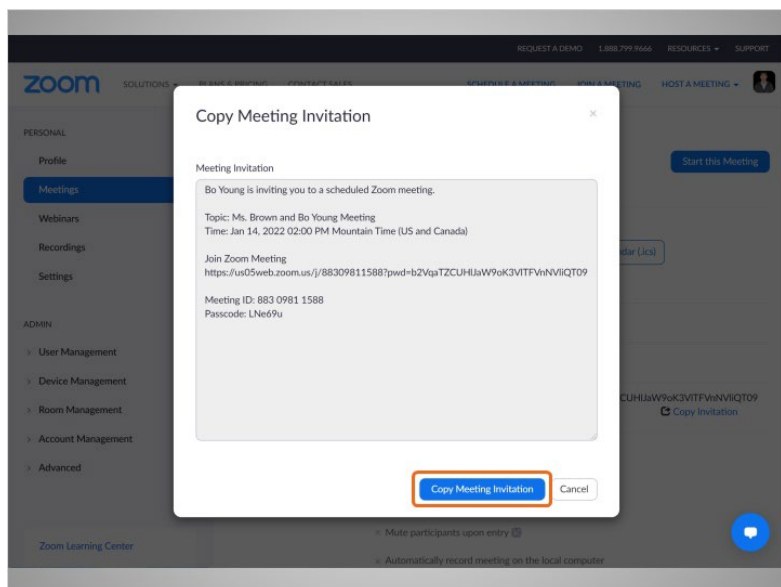 REQUEST A DEMO 1.888.799.9666 RESOURCES SUPPORT
zoom SOLUTIONS PLANS & PRICING CONTACT SALES SCHEDULE A MEETING JOIN A MEETING HOST A MEETING
PERSONAL
Profile
Meetings
Webinars
Recordings
Settings
ADMIN
User Management
Device Management
Room Management
Account Management
Advanced
Zoom Learning Center
Copy Meeting Invitation ×
Meeting Invitation
Bo Young is inviting you to a scheduled Zoom meeting.
Topic: Ms. Brown and Bo Young Meeting
Time: Jan 14, 2022 02:00 PM Mountain Time (US and Canada)
Join Zoom Meeting
https://us05web.zoom.us/j/88309811588?pwd=b2VqaTZCUHlJaW9oK3VlTFVnNVliQT09
Meeting ID: 883 0981 1588
Passcode: LNe69u
Copy Meeting Invitation Cancel
Start this Meeting
(.ics)
CUHlJaW9oK3VlTFVnNVliQT09
Copy Invitation
Mute participants upon entry
Automatically record meeting on the local computer